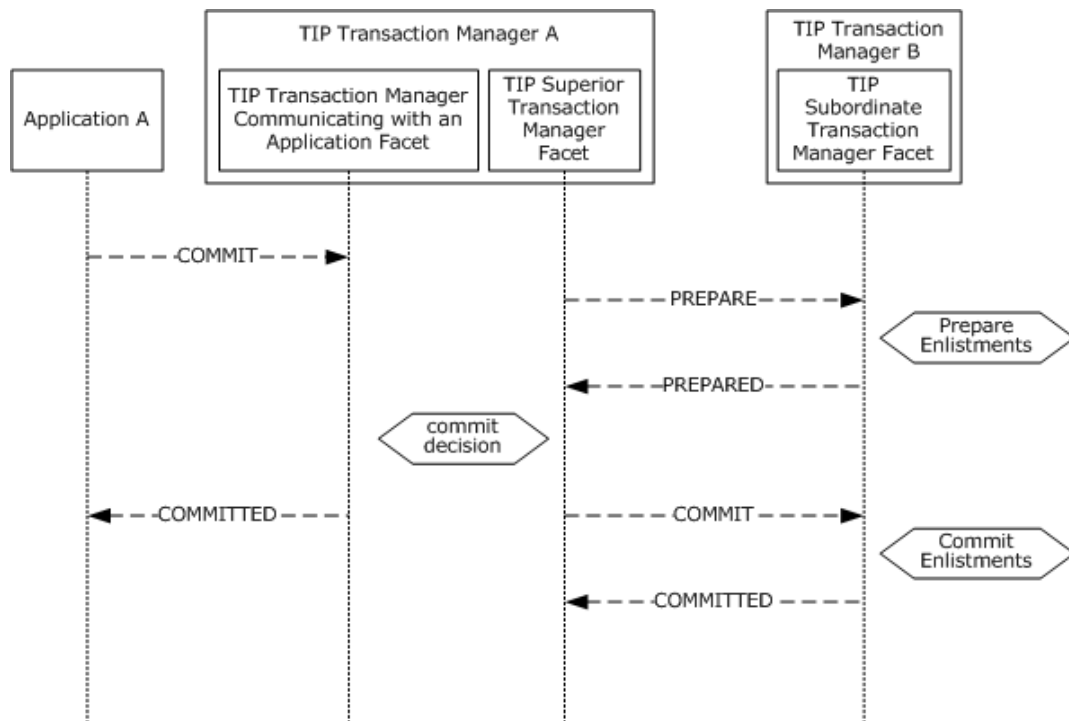 TIP Transaction Manager A
TIP Transaction
Manager B
Application A
TIP Transaction Manager
Communicating with an
Application Facet
TIP Superior
Transaction
Manager
Facet
TIP
Subordinate
Transaction
Manager Facet
COMMIT
PREPARE
Prepare
Enlistments
PREPARED
commit
decision
COMMITTED
COMMIT
Commit
Enlistments
COMMITTED